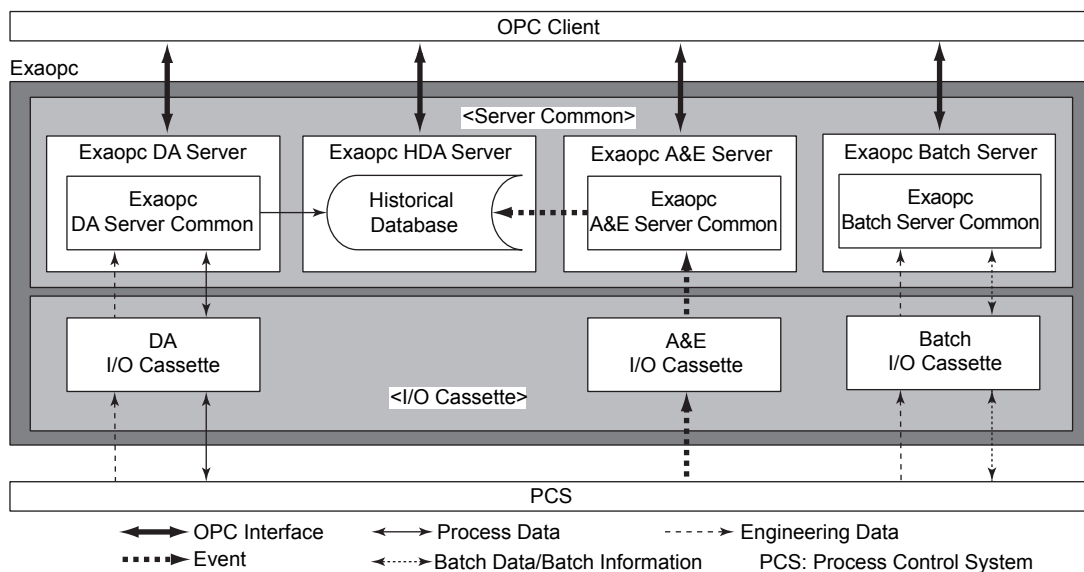 OPC Client
Exaopc
<Server Common>
Exaopc DA Server
Exaopc HDA Server
Exaopc A&E Server
Exaopc Batch Server
Exaopc
DA Server Common
Historical
Database
Exaopc
A&E Server Common
Exaopc
Batch Server Common
DA
I/O Cassette
A&E
I/O Cassette
Batch
I/O Cassette
<I/O Cassette>
PCS
OPC Interface
Process Data
Engineering Data
Event
Batch Data/Batch Information
PCS: Process Control System